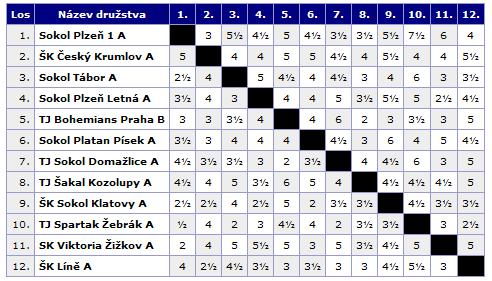 Los Název družstva 1. 2. 3. 4. 5. 6. 7. 8. 9. 10. 11. 12.
1. Sokol Plzeň 1 A 3 5½ 4½ 5 4½ 3½ 3½ 5½ 7½ 6 4
2. ŠK Český Krumlov A 5 4 4 5 5 4½ 4 5½ 4 4 5½
3. Sokol Tábor A 2½ 4 5 4½ 4 4½ 3 4 6 3 3½
4. Sokol Plzeň Letná A 3½ 4 3 4 4 5 3½ 5½ 5 2½ 4½
5. TJ Bohemians Praha B 3 3 3½ 4 4 6 2 3 3½ 3 5
6. Sokol Platan Písek A 3½ 3 4 4 4 4½ 3 6 4 5 4½
7. TJ Sokol Domažlice A 4½ 3½ 3½ 3 2 3½ 4 4½ 6 3½ 5
8. TJ Šakal Kozolupy A 4½ 4 5 4½ 6 5 4 4½ 4½ 4½ 5
9. ŠK Sokol Klatovy A 2½ 2½ 4 2½ 5 2 3½ 3½ 4½ 3½ 4
10. TJ Spartak Žebrák A ½ 4 2 3 4½ 4 2 3½ 3½ 3 2½
11. SK Viktoria Žižkov A 2 4 5 5½ 5 3 4½ 3½ 4½ 5 5
12. ŠK Líně A 4 2½ 4½ 3½ 3 3½ 3 3 4 5½ 3